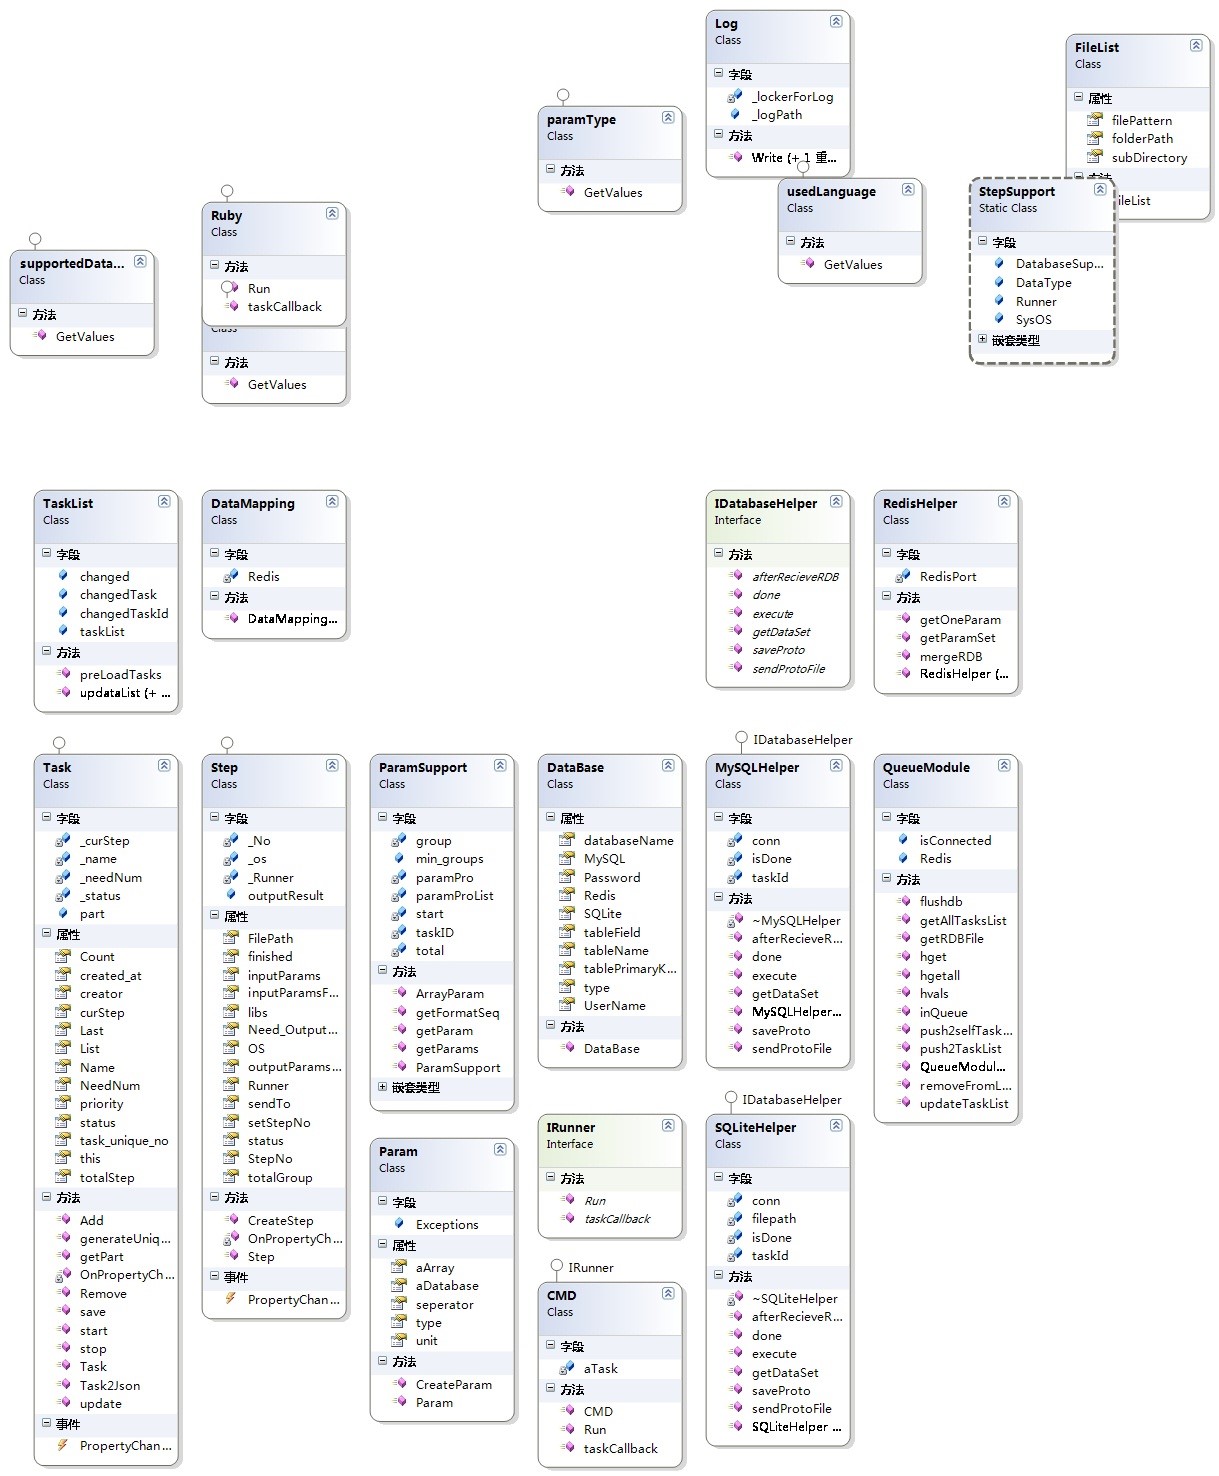 Log
Class
字段
_lockerForLog
_logPath
方法
Write (+ 1 重...
FileList
Class
属性
filePattern
folderPath
subDirectory
方法
ileList
paramType
Class
方法
GetValues
usedLanguage
Class
方法
GetValues
StepSupport
Static Class
字段
DatabaseSup...
DataType
Runner
SysOS
嵌套类型
supportedData...
Class
方法
GetValues
Ruby
Class
方法
Run
taskCallback
Class
方法
GetValues
TaskList
Class
字段
changed
changedTask
changedTaskId
taskList
方法
preLoadTasks
updataList (+ ...
DataMapping
Class
字段
Redis
方法
DataMapping...
IDatabaseHelper
Interface
方法
afterRecieveRDB
done
execute
getDataSet
saveProto
sendProtoFile
RedisHelper
Class
字段
RedisPort
方法
getOneParam
getParamSet
mergeRDB
RedisHelper (...
Task
Class
字段
_curStep
_name
_needNum
_status
part
属性
Count
created_at
creator
curStep
Last
List
Name
NeedNum
priority
status
task_unique_no
this
totalStep
方法
Add
generateUniq...
getPart
OnPropertyCh...
Remove
save
start
stop
Task
Task2Json
update
事件
PropertyChan...
Step
Class
字段
_No
_os
_Runner
outputResult
属性
FilePath
finished
inputParams
inputParamsF...
libs
Need_Output...
OS
outputParams...
Runner
sendTo
setStepNo
status
StepNo
totalGroup
方法
CreateStep
OnPropertyCh...
Step
事件
PropertyChan...
ParamSupport
Class
字段
group
min_groups
paramPro
paramProList
start
taskID
total
方法
ArrayParam
getFormatSeq
getParam
getParams
ParamSupport
嵌套类型
Param
Class
字段
Exceptions
属性
aArray
aDatabase
seperator
type
unit
方法
CreateParam
Param
DataBase
Class
属性
databaseName
MySQL
Password
Redis
SQLite
tableField
tableName
tablePrimaryK...
type
UserName
方法
DataBase
IRunner
Interface
方法
Run
taskCallback
IRunner
CMD
Class
字段
aTask
方法
CMD
Run
taskCallback
IDatabaseHelper
MySQLHelper
Class
字段
conn
isDone
taskId
方法
~MySQLHelper
afterRecieveR...
done
execute
getDataSet
MySQLHelper...
saveProto
sendProtoFile
IDatabaseHelper
SQLiteHelper
Class
字段
conn
filepath
isDone
taskId
方法
~SQLiteHelper
afterRecieveR...
done
execute
getDataSet
saveProto
sendProtoFile
SQLiteHelper ...
QueueModule
Class
字段
isConnected
Redis
方法
flushdb
getAllTasksList
getRDBFile
hget
hgetall
hvals
inQueue
push2selfTask...
push2TaskList
QueueModul...
removeFromL...
updateTaskList